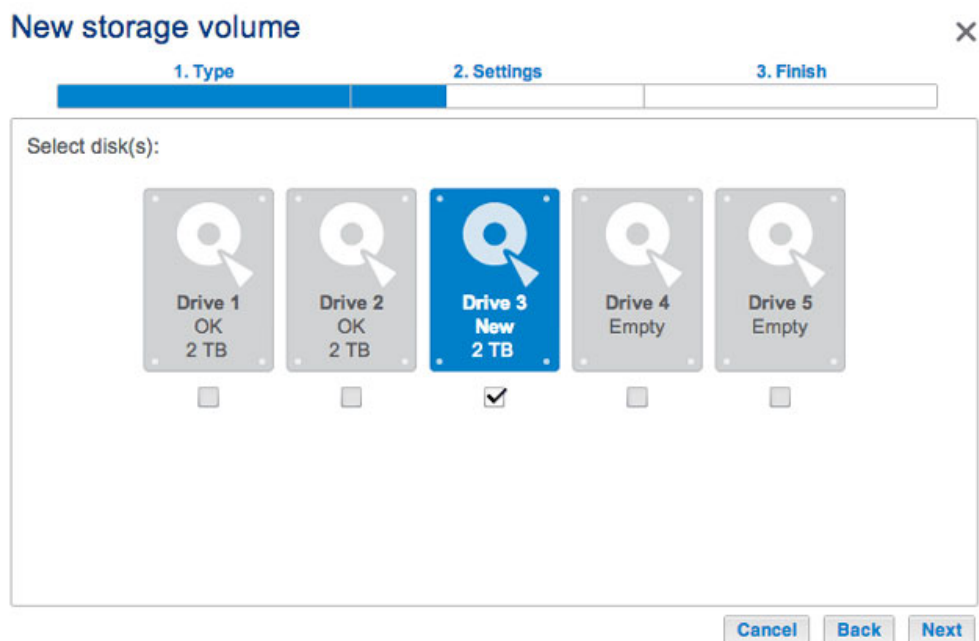 New storage volume
1. Type 2. Settings 3. Finish
Select disk(s):
Drive 1 Drive 2 Drive 3 Drive 4 Drive 5
OK OK New Empty Empty
2 TB 2 TB 2 TB
Cancel Back Next